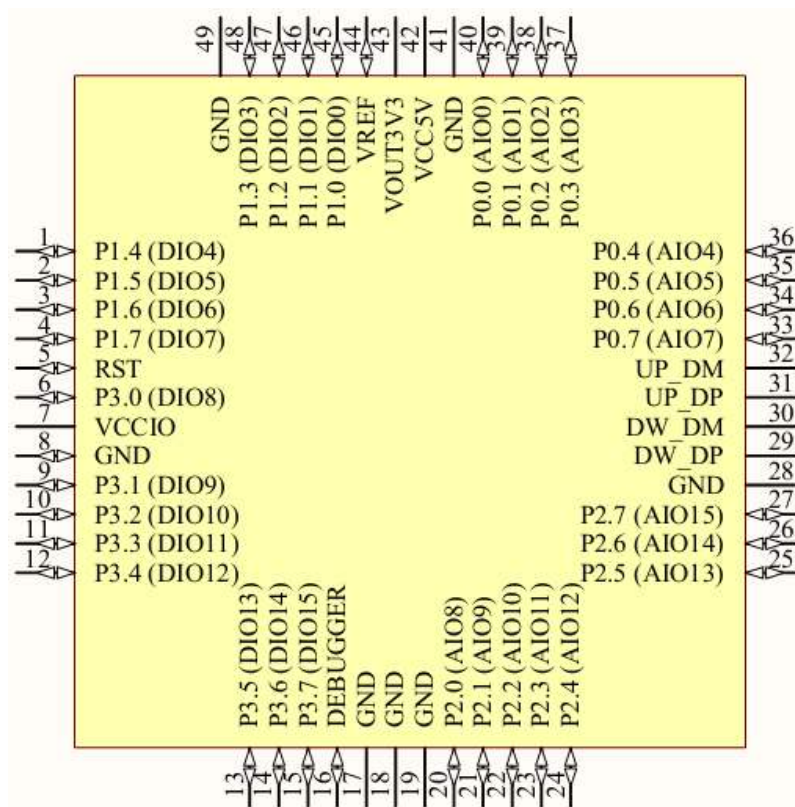 49
48
47
46
45
44
43
42
41
40
39
38
37
GND
P1.3 (DIO3)
P1.2 (DIO2)
P1.1 (DIO1)
P1.0 (DIO0)
VREF
VOUT3V3
VCC5V
GND
P0.0 (AIO0)
P0.1 (AIO1)
P0.2 (AIO2)
P0.3 (AIO3)
1 P1.4 (DIO4)
2 P1.5 (DIO5)
3 P1.6 (DIO6)
4 P1.7 (DIO7)
5 RST
6 P3.0 (DIO8)
7 VCCIO
8 GND
9 P3.1 (DIO9)
10 P3.2 (DIO10)
11 P3.3 (DIO11)
12 P3.4 (DIO12)
P0.4 (AIO4) 36
P0.5 (AIO5) 35
P0.6 (AIO6) 34
P0.7 (AIO7) 33
UP_DM 32
UP_DP 31
DW_DM 30
DW_DP 29
GND 28
P2.7 (AIO15) 27
P2.6 (AIO14) 26
P2.5 (AIO13) 25
P3.5 (DIO13)
P3.6 (DIO14)
P3.7 (DIO15)
DEBUGGER
GND
GND
GND
P2.0 (AIO8)
P2.1 (AIO9)
P2.2 (AIO10)
P2.3 (AIO11)
P2.4 (AIO12)
13
14
15
16
17
18
19
20
21
22
23
24